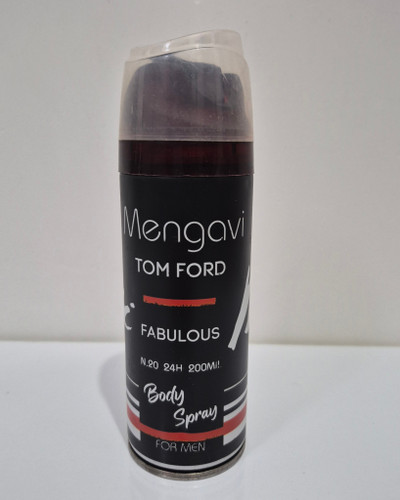 Mengavi
TOM FORD
FABULOUS
N.20 24H 200Ml.
Body
Spray
FOR MEN